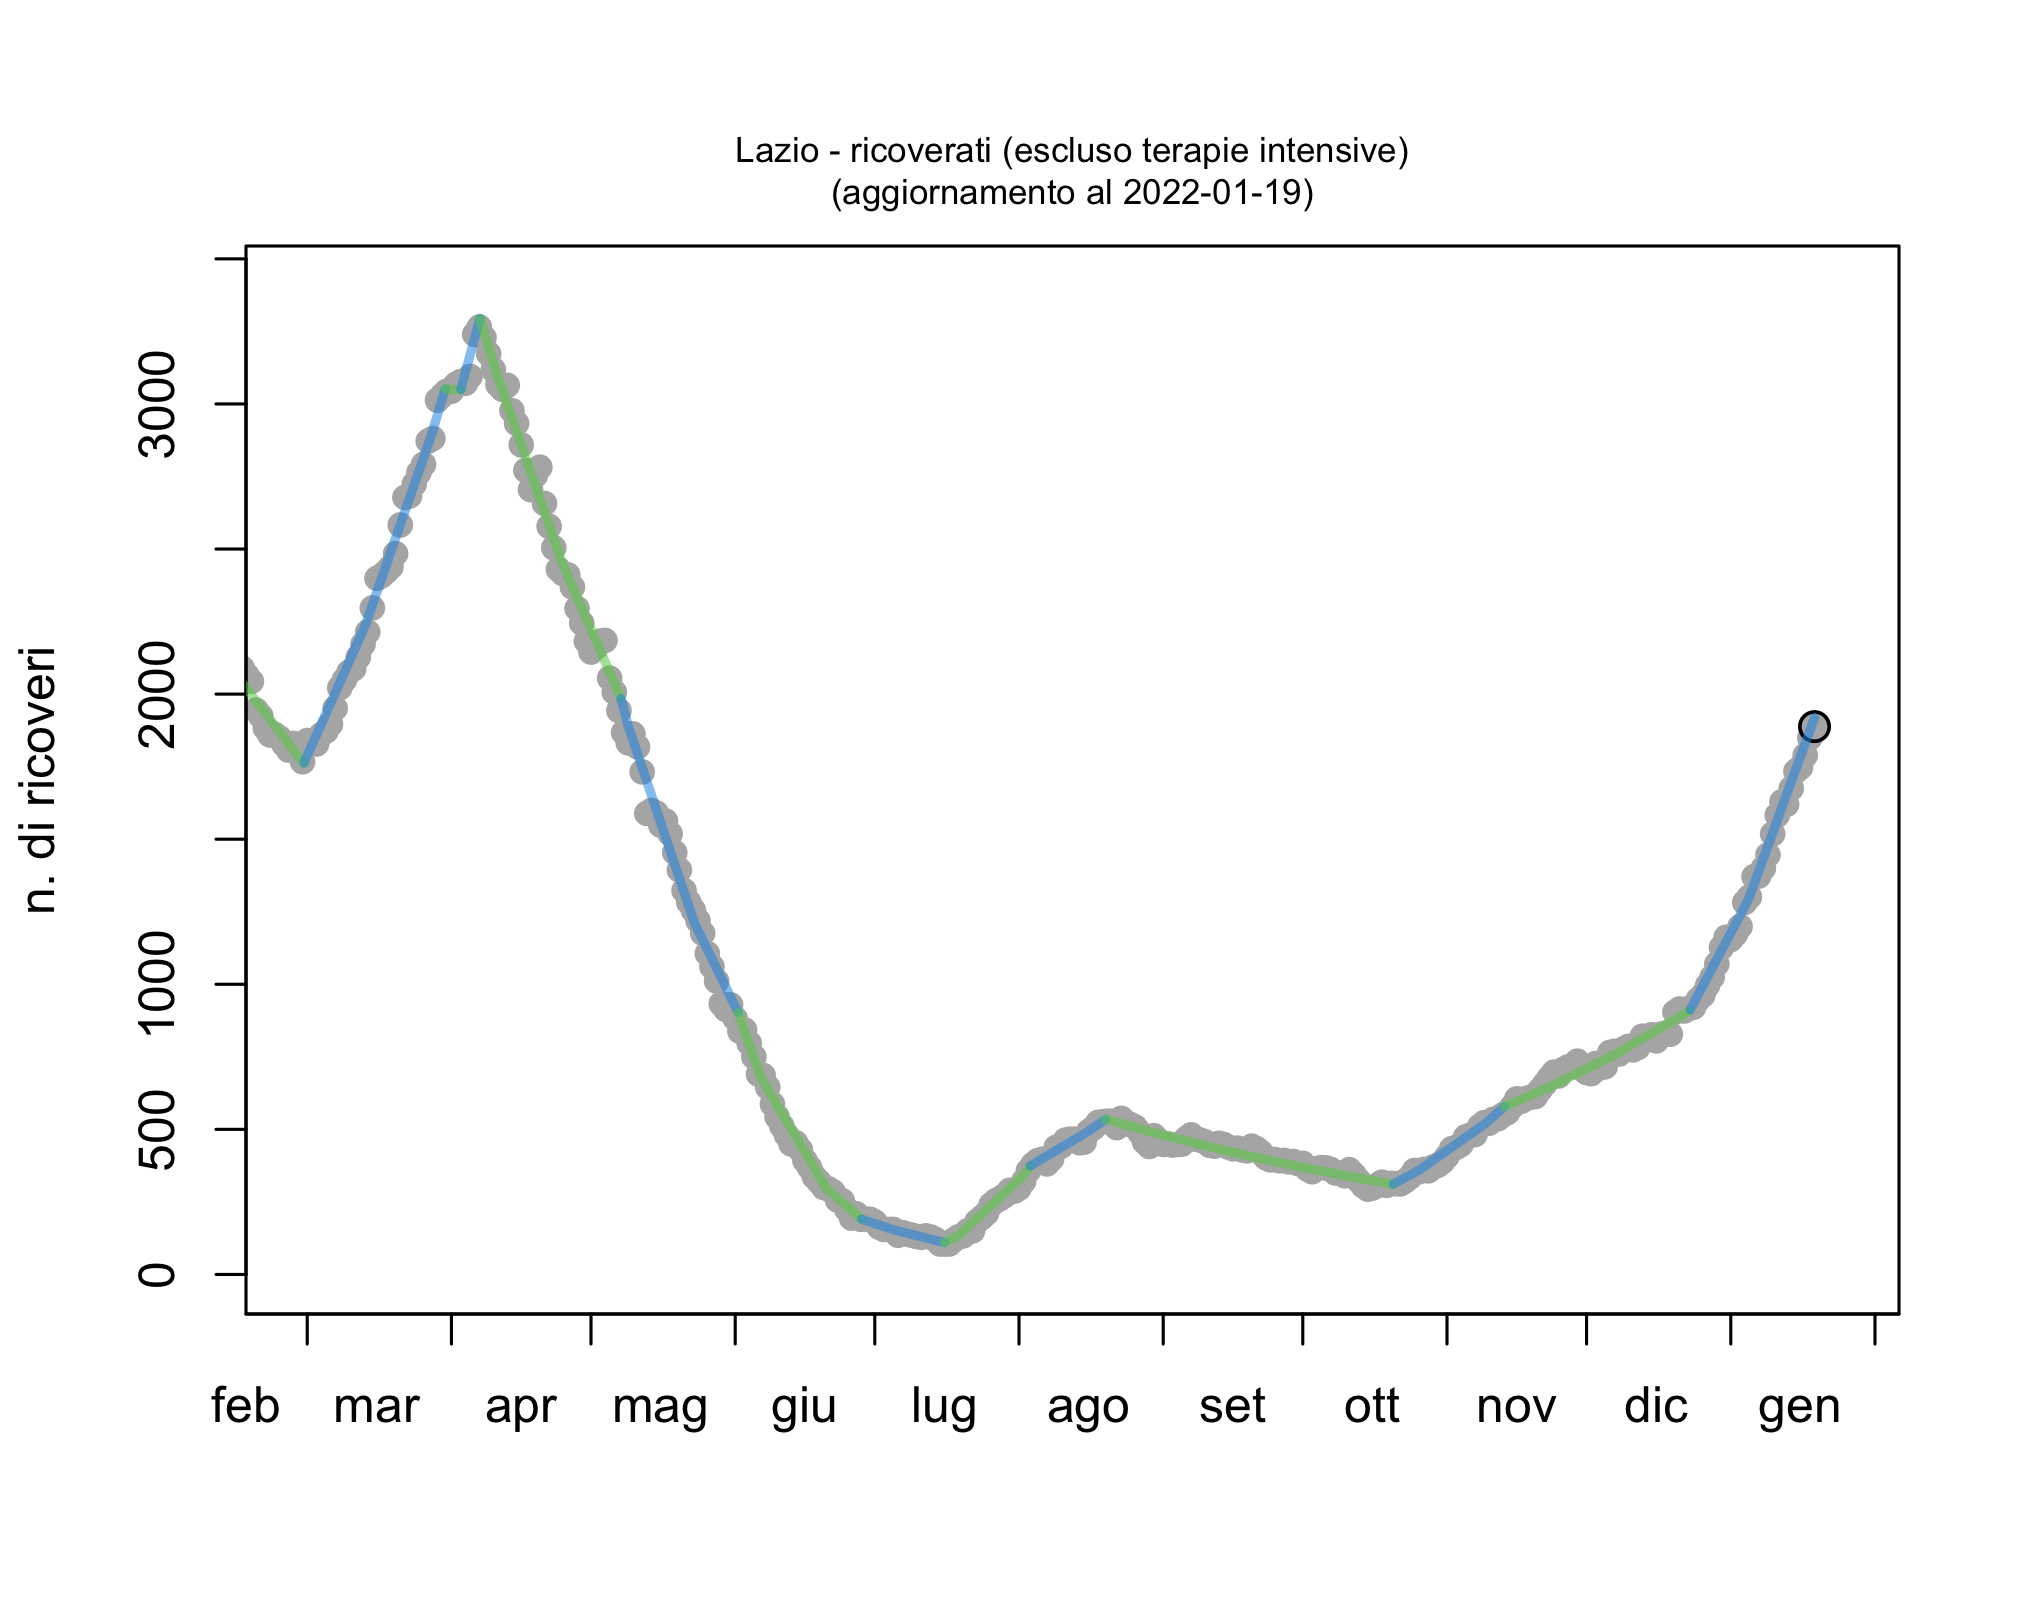 Lazio - ricoverati (escluso terapie intensive)
(aggiornamento al 2022-01-19)
n. di ricoveri
3000
2000
1000
500
0
feb mar apr mag giu lug ago set ott nov dic gen